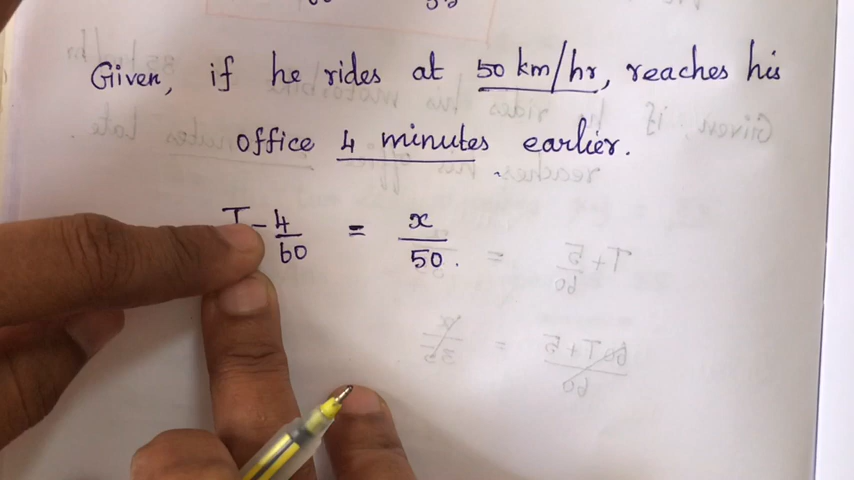 Given, if he rides at 50 km/hr, reaches his
office 4 minutes earlier.
T - 4/60 = x/50.